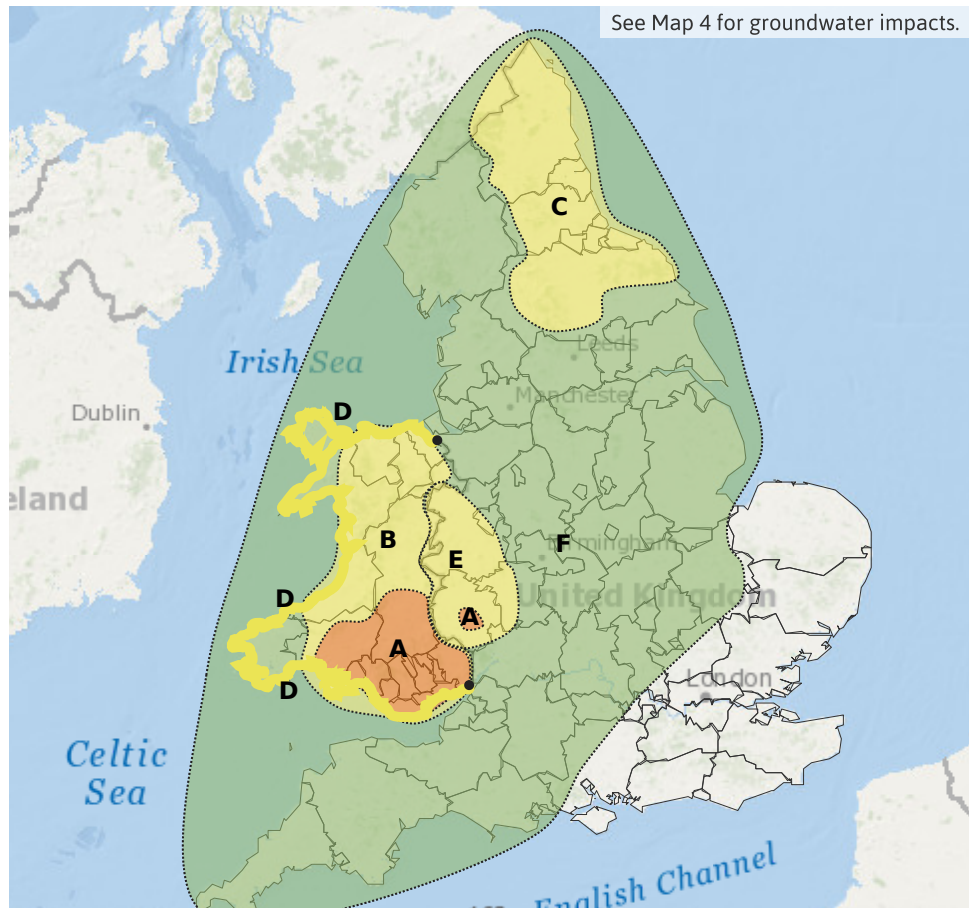 See Map 4 for groundwater impacts.
C
Leeds
Irish Sea
Manchester
D
Dublin
eland
B
F
E
Birmingham
D
United Kingdom
A
A
London
D
Celtic
Sea
English Channel